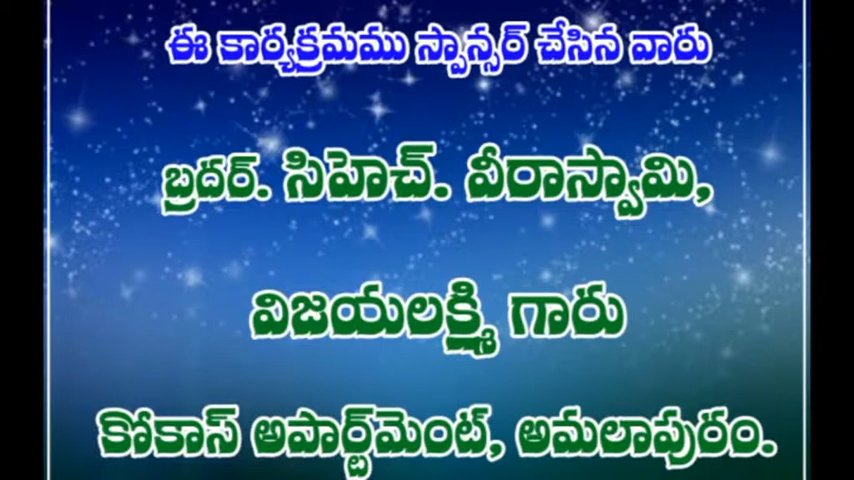 ఈ కార్యక్రమము స్పాన్సర్ చేసిన వారు
బ్రదర్. సిహెచ్. వీరాస్వామి,
విజయలక్ష్మి గారు
కోకాస్ అపార్ట్‌మెంట్, అమలాపురం.